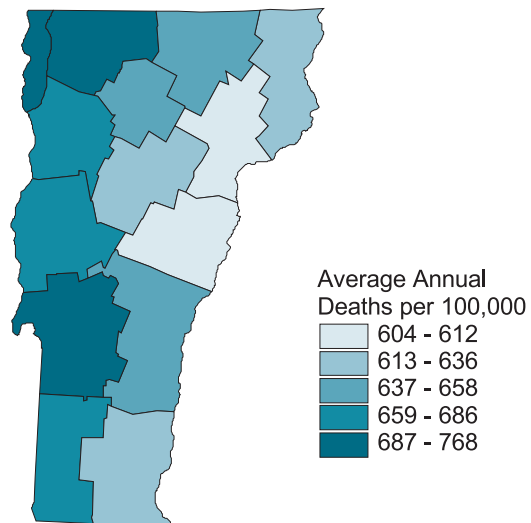 Average Annual
Deaths per 100,000
604 - 612
613 - 636
637 - 658
659 - 686
687 - 768